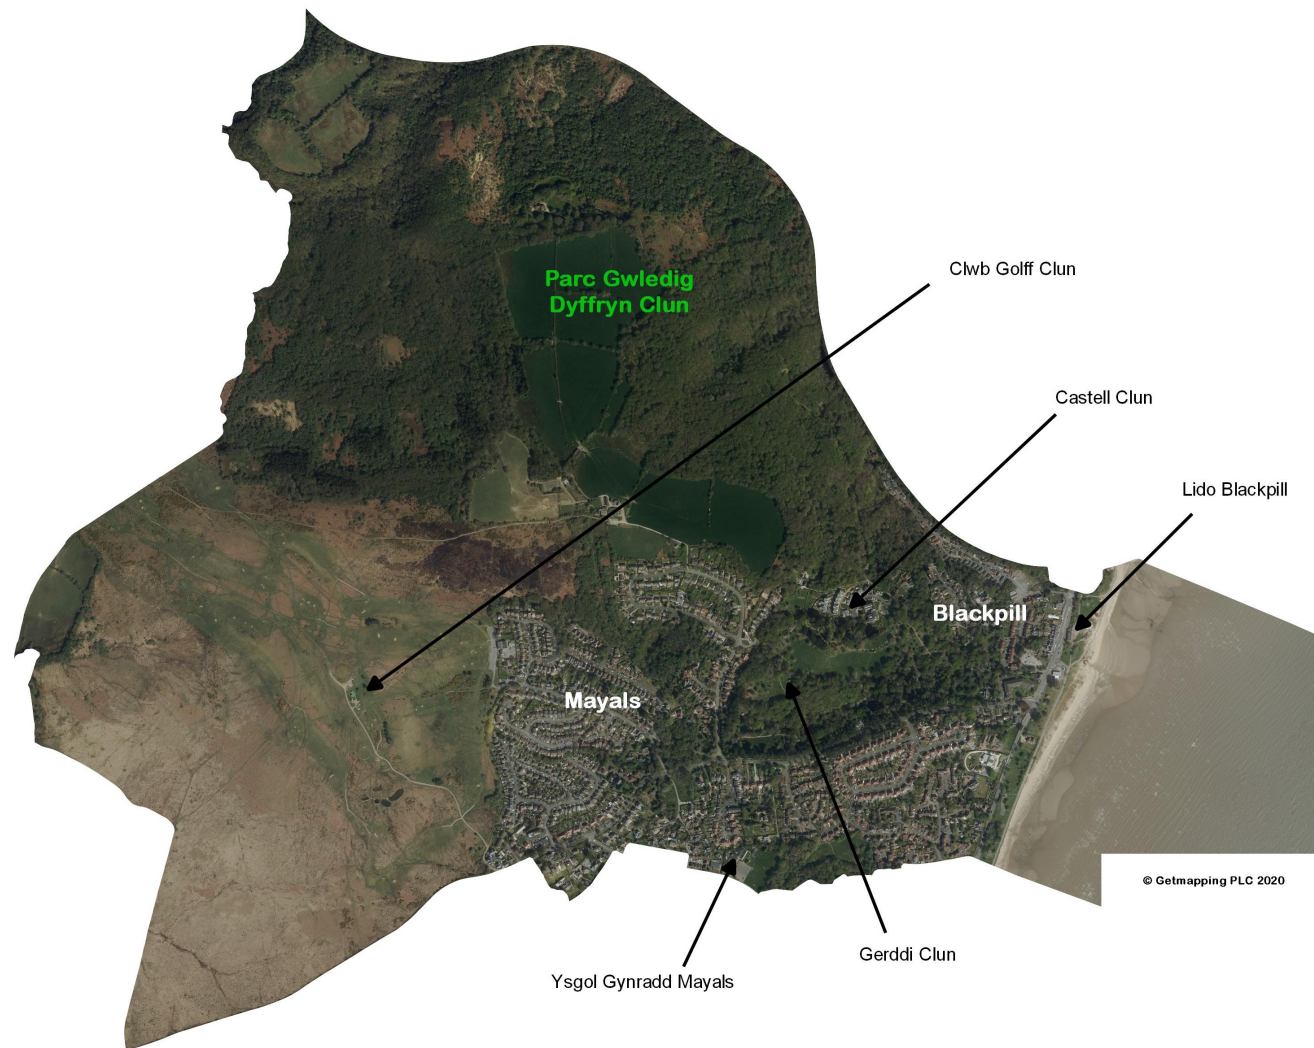 Clwb Golff Clun
Parc Gwledig
Dyffryn Clun
Castell Clun
Lido Blackpill
Blackpill
Mayals
© Getmapping PLC 2020
Gerddi Clun
Ysgol Gynradd Mayals